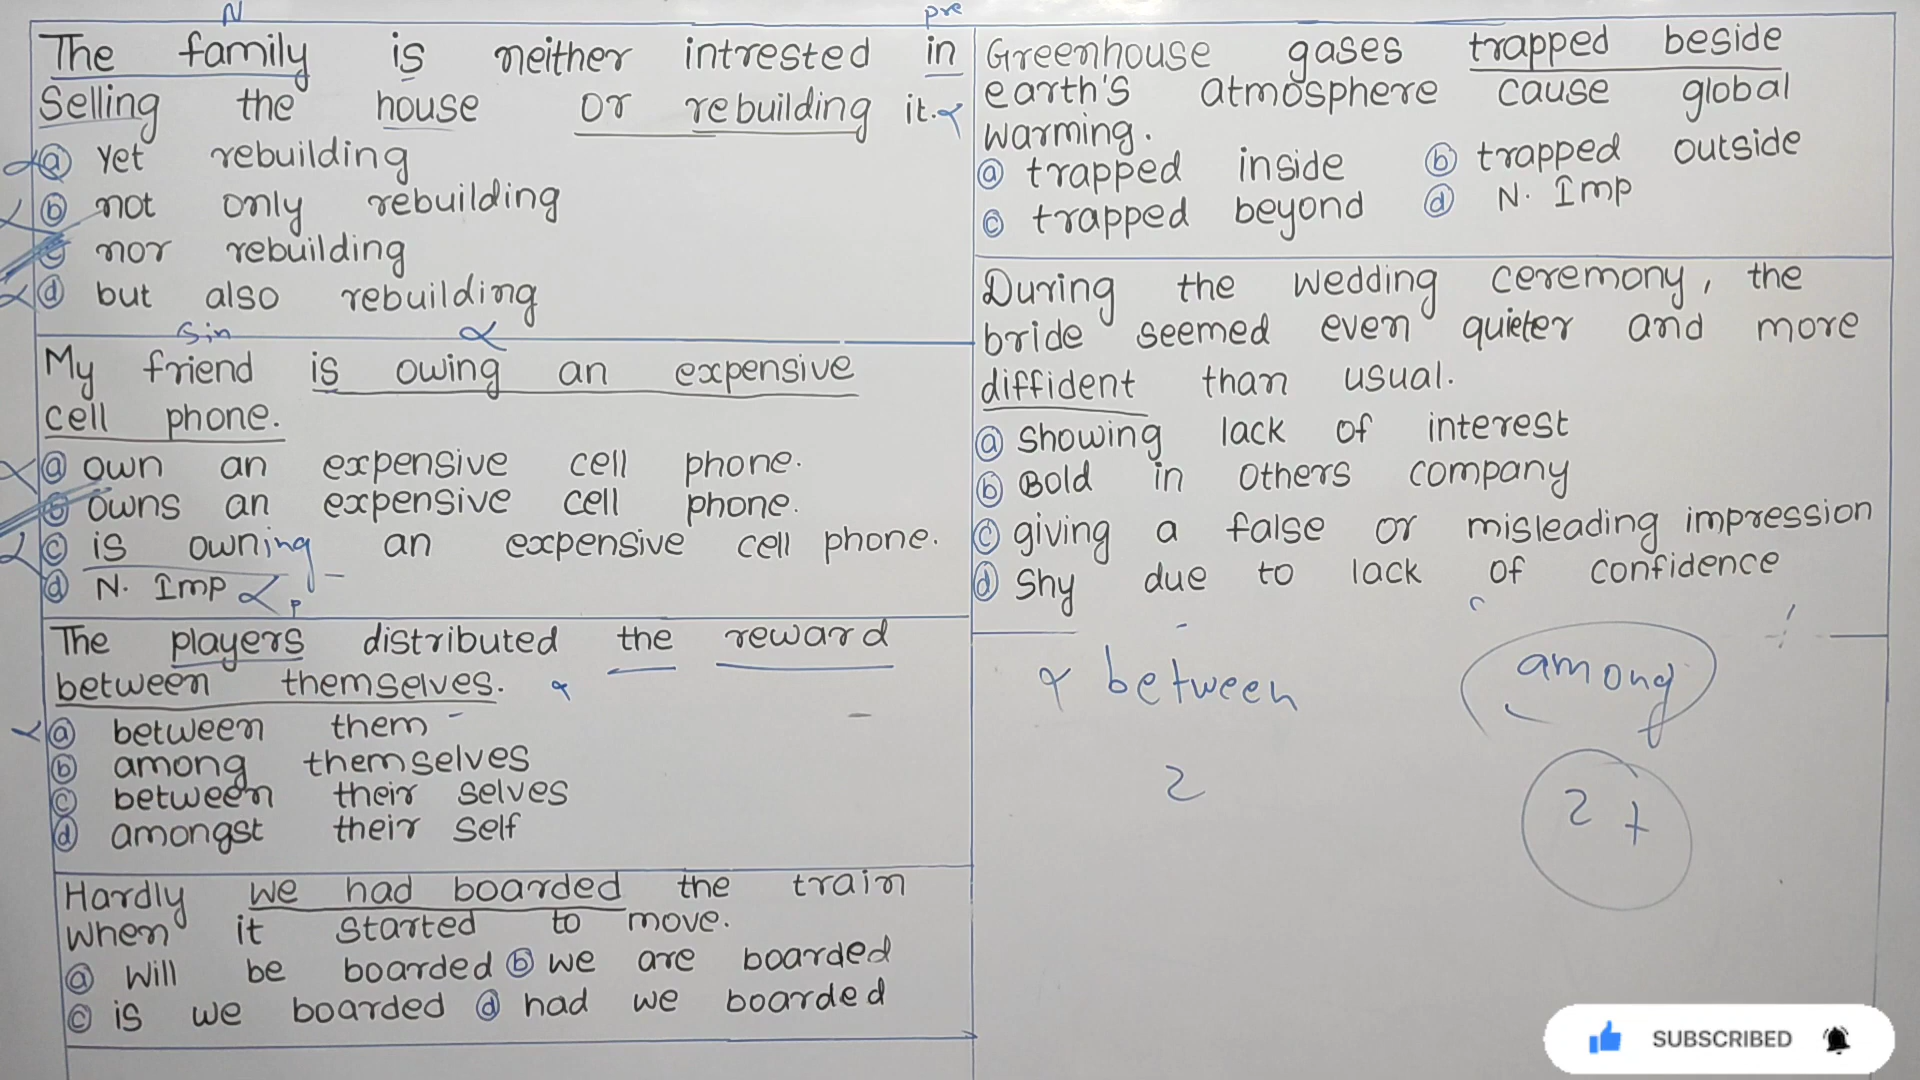 N
pre
The family is neither intrested in
Selling the house or rebuilding it.
ⓐ Yet rebuilding
ⓑ not only rebuilding
ⓒ nor rebuilding
ⓓ but also rebuilding
Sin
My friend is owing an expensive
cell phone.
ⓐ own an expensive cell phone.
ⓑ owns an expensive cell phone.
ⓒ is owning an expensive cell phone.
ⓓ N. Imp
P
The players distributed the reward
between themselves.
ⓐ between them
ⓑ among themselves
ⓒ between their selves
ⓓ amongst their self
Hardly we had boarded the train
when it started to move.
ⓐ Will be boarded ⓑ we are boarded
ⓒ is we boarded ⓓ had we boarded
Greenhouse gases trapped beside
earth's atmosphere cause global
warming.
ⓐ trapped inside ⓑ trapped outside
ⓒ trapped beyond ⓓ N. Imp
During the wedding ceremony, the
bride seemed even quieter and more
diffident than usual.
ⓐ Showing lack of interest
ⓑ Bold in others company
ⓒ giving a false or misleading impression
ⓓ Shy due to lack of confidence
between among
2 2 +
SUBSCRIBED